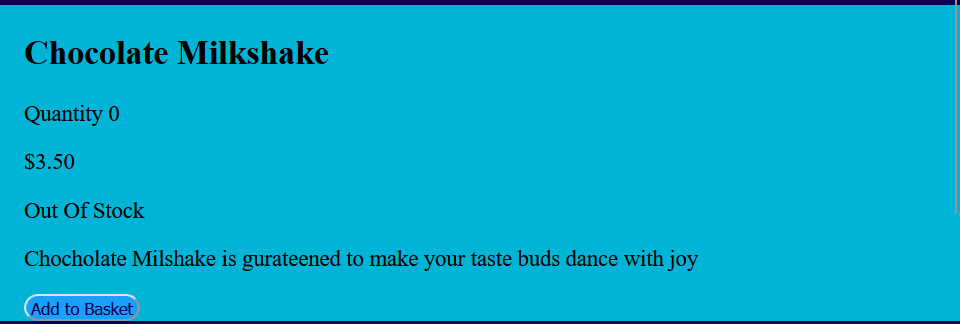 Chocolate Milkshake
Quantity 0
$3.50
Out Of Stock
Chocholate Milshake is gurateened to make your taste buds dance with joy
Add to Basket